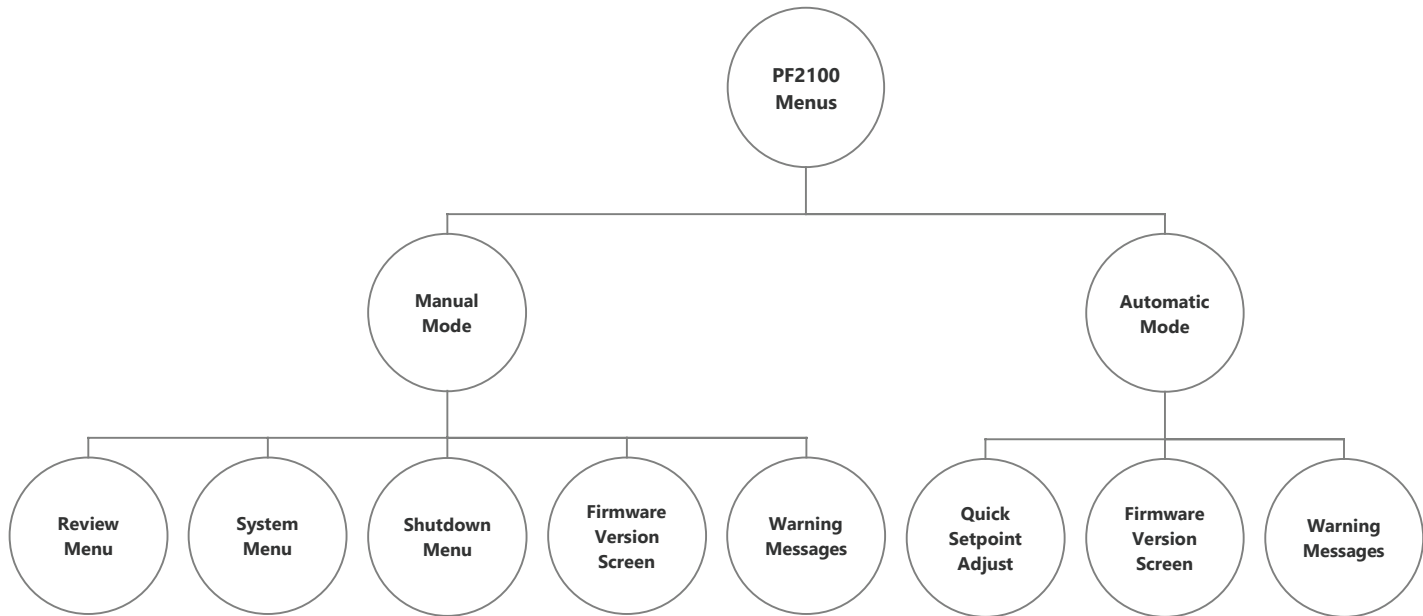 PF2100
Menus
Manual
Mode
Automatic
Mode
Review
Menu
System
Menu
Shutdown
Menu
Firmware
Version
Screen
Warning
Messages
Quick
Setpoint
Adjust
Firmware
Version
Screen
Warning
Messages